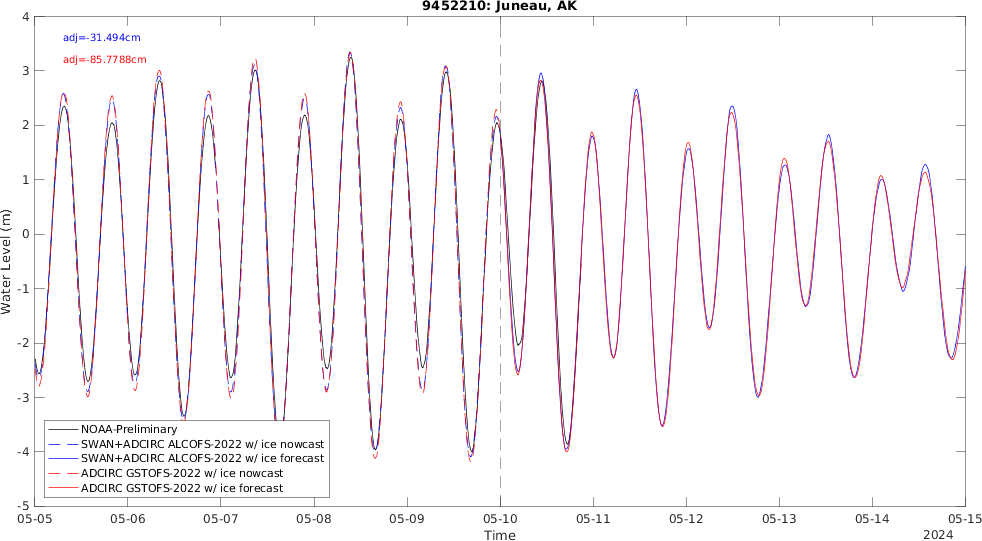 9452210: Juneau, AK
adj=-31.494cm
adj=-85.7788cm
Water Level (m)
4
3
2
1
0
-1
-2
-3
-4
-5
NOAA-Preliminary
SWAN+ADCIRC ALCOFS-2022 w/ ice nowcast
SWAN+ADCIRC ALCOFS-2022 w/ ice forecast
ADCIRC GSTOFS-2022 w/ ice nowcast
ADCIRC GSTOFS-2022 w/ ice forecast
05-05 05-06 05-07 05-08 05-09 05-10 05-11 05-12 05-13 05-14 05-15
Time
2024